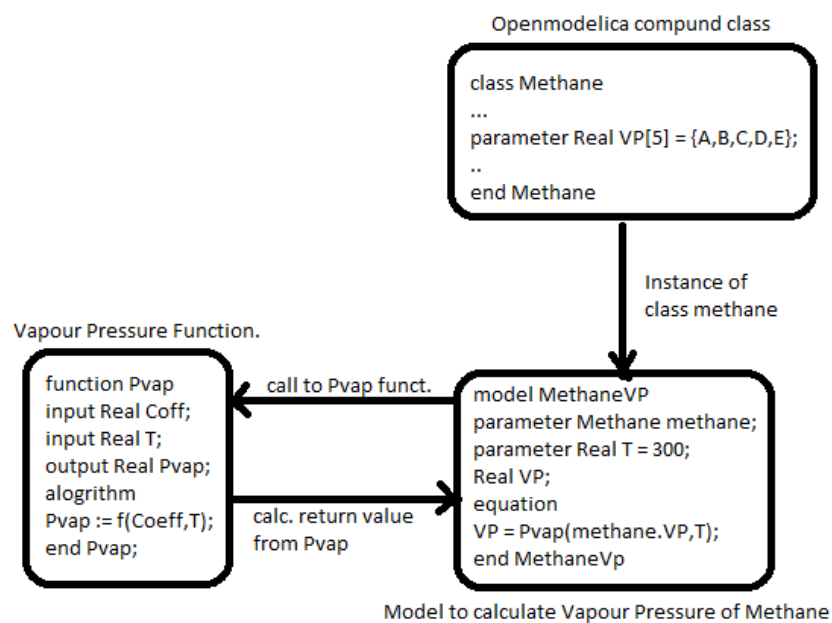 Openmodelica compund class
class Methane
...
parameter Real VP[5] = {A,B,C,D,E};
..
end Methane
Instance of
class methane
Vapour Pressure Function.
function Pvap
input Real Coff;
input Real T;
output Real Pvap;
alogrithm
Pvap := f(Coeff,T);
end Pvap;
call to Pvap funct.
calc. return value
from Pvap
model MethaneVP
parameter Methane methane;
parameter Real T = 300;
Real VP;
equation
VP = Pvap(methane.VP,T);
end MethaneVp
Model to calculate Vapour Pressure of Methane